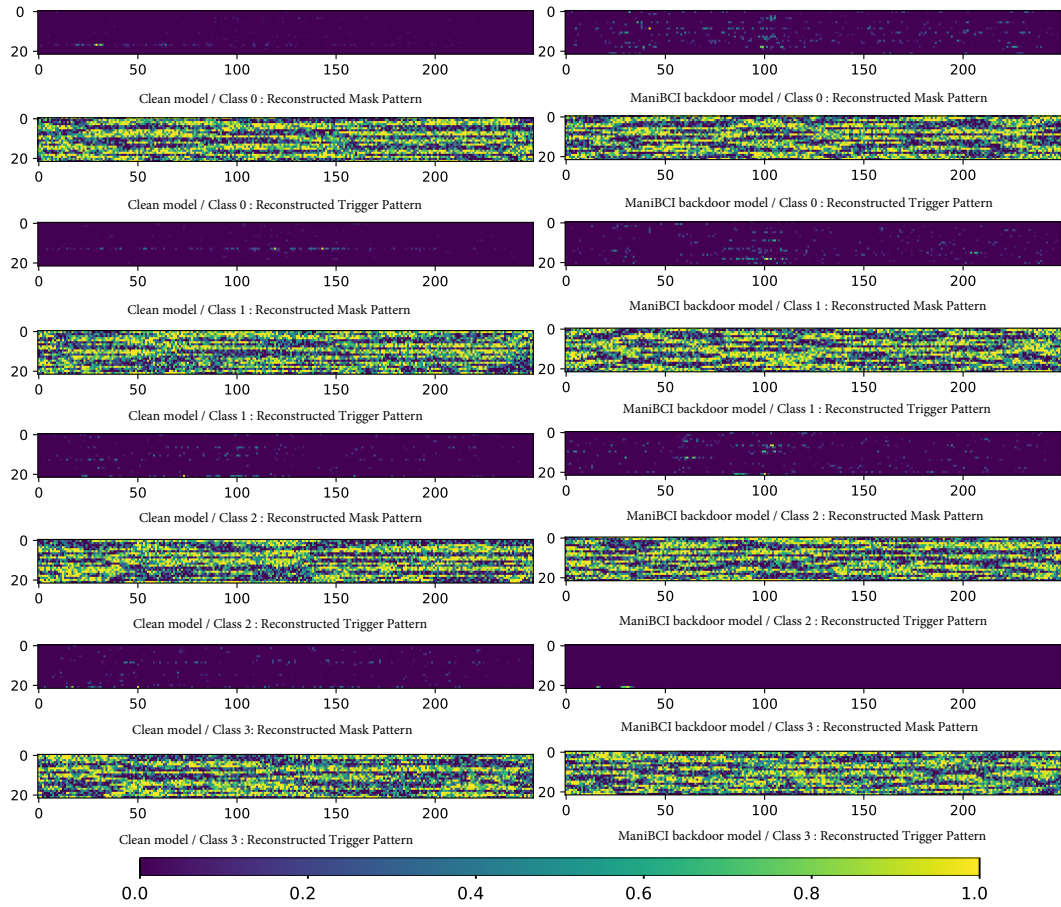 0
20
0 50 100 150 200
Clean model / Class 0 : Reconstructed Mask Pattern
0
20
0 50 100 150 200
ManiBCI backdoor model / Class 0 : Reconstructed Mask Pattern
0
20
0 50 100 150 200
Clean model / Class 0 : Reconstructed Trigger Pattern
0
20
0 50 100 150 200
ManiBCI backdoor model / Class 0 : Reconstructed Trigger Pattern
0
20
0 50 100 150 200
Clean model / Class 1 : Reconstructed Mask Pattern
0
20
0 50 100 150 200
ManiBCI backdoor model / Class 1 : Reconstructed Mask Pattern
0
20
0 50 100 150 200
Clean model / Class 1 : Reconstructed Trigger Pattern
0
20
0 50 100 150 200
ManiBCI backdoor model / Class 1 : Reconstructed Trigger Pattern
0
20
0 50 100 150 200
Clean model / Class 2 : Reconstructed Mask Pattern
0
20
0 50 100 150 200
ManiBCI backdoor model / Class 2 : Reconstructed Mask Pattern
0
20
0 50 100 150 200
Clean model / Class 2 : Reconstructed Trigger Pattern
0
20
0 50 100 150 200
ManiBCI backdoor model / Class 2 : Reconstructed Trigger Pattern
0
20
0 50 100 150 200
Clean model / Class 3: Reconstructed Mask Pattern
0
20
0 50 100 150 200
ManiBCI backdoor model / Class 3 : Reconstructed Mask Pattern
0
20
0 50 100 150 200
Clean model / Class 3 : Reconstructed Trigger Pattern
0
20
0 50 100 150 200
ManiBCI backdoor model / Class 3 : Reconstructed Trigger Pattern
0.0 0.2 0.4 0.6 0.8 1.0